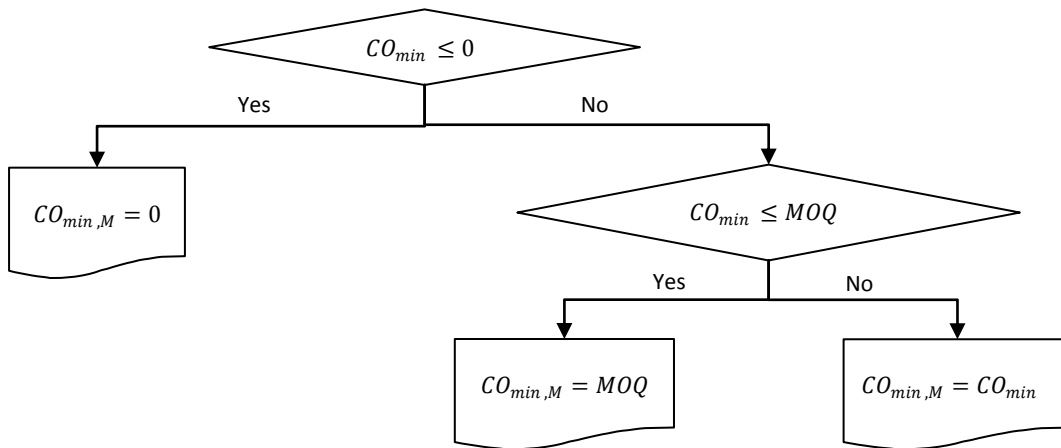 CO_min ≤ 0
Yes
No
CO_min,M = 0
CO_min ≤ MOQ
Yes
No
CO_min,M = MOQ
CO_min,M = CO_min